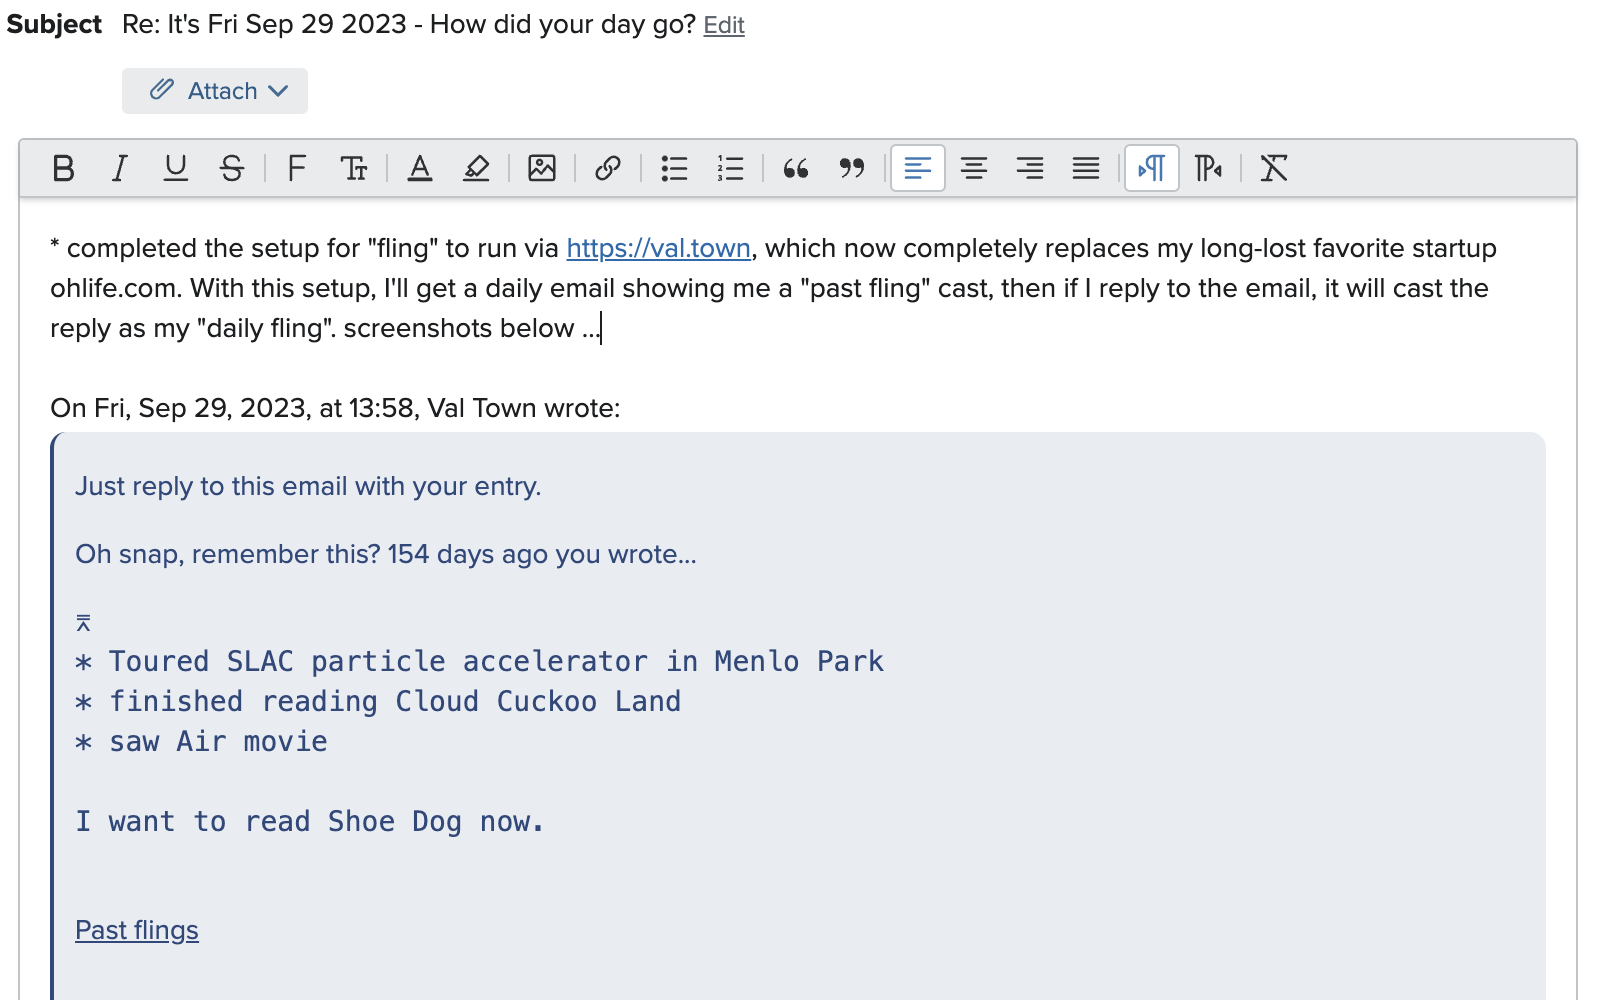 Subject Re: It's Fri Sep 29 2023 - How did your day go? Edit
Attach
* completed the setup for "fling" to run via https://val.town, which now completely replaces my long-lost favorite startup
ohlife.com. With this setup, I'll get a daily email showing me a "past fling" cast, then if I reply to the email, it will cast the
reply as my "daily fling". screenshots below ...
On Fri, Sep 29, 2023, at 13:58, Val Town wrote:
Just reply to this email with your entry.
Oh snap, remember this? 154 days ago you wrote...
⌅
* Toured SLAC particle accelerator in Menlo Park
* finished reading Cloud Cuckoo Land
* saw Air movie
I want to read Shoe Dog now.
Past flings